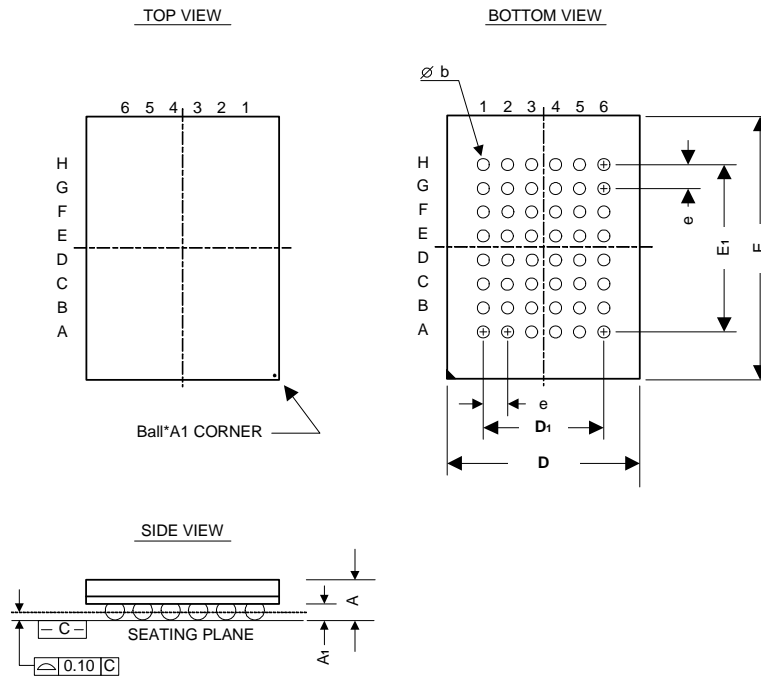 TOP VIEW
6 5 4 3 2 1
H
G
F
E
D
C
B
A
Ball*A1 CORNER
BOTTOM VIEW
Ø b
1 2 3 4 5 6
H
G
F
E
D
C
B
A
e
E1
E
e
D1
D
SIDE VIEW
A
A1
C
SEATING PLANE
0.10 C